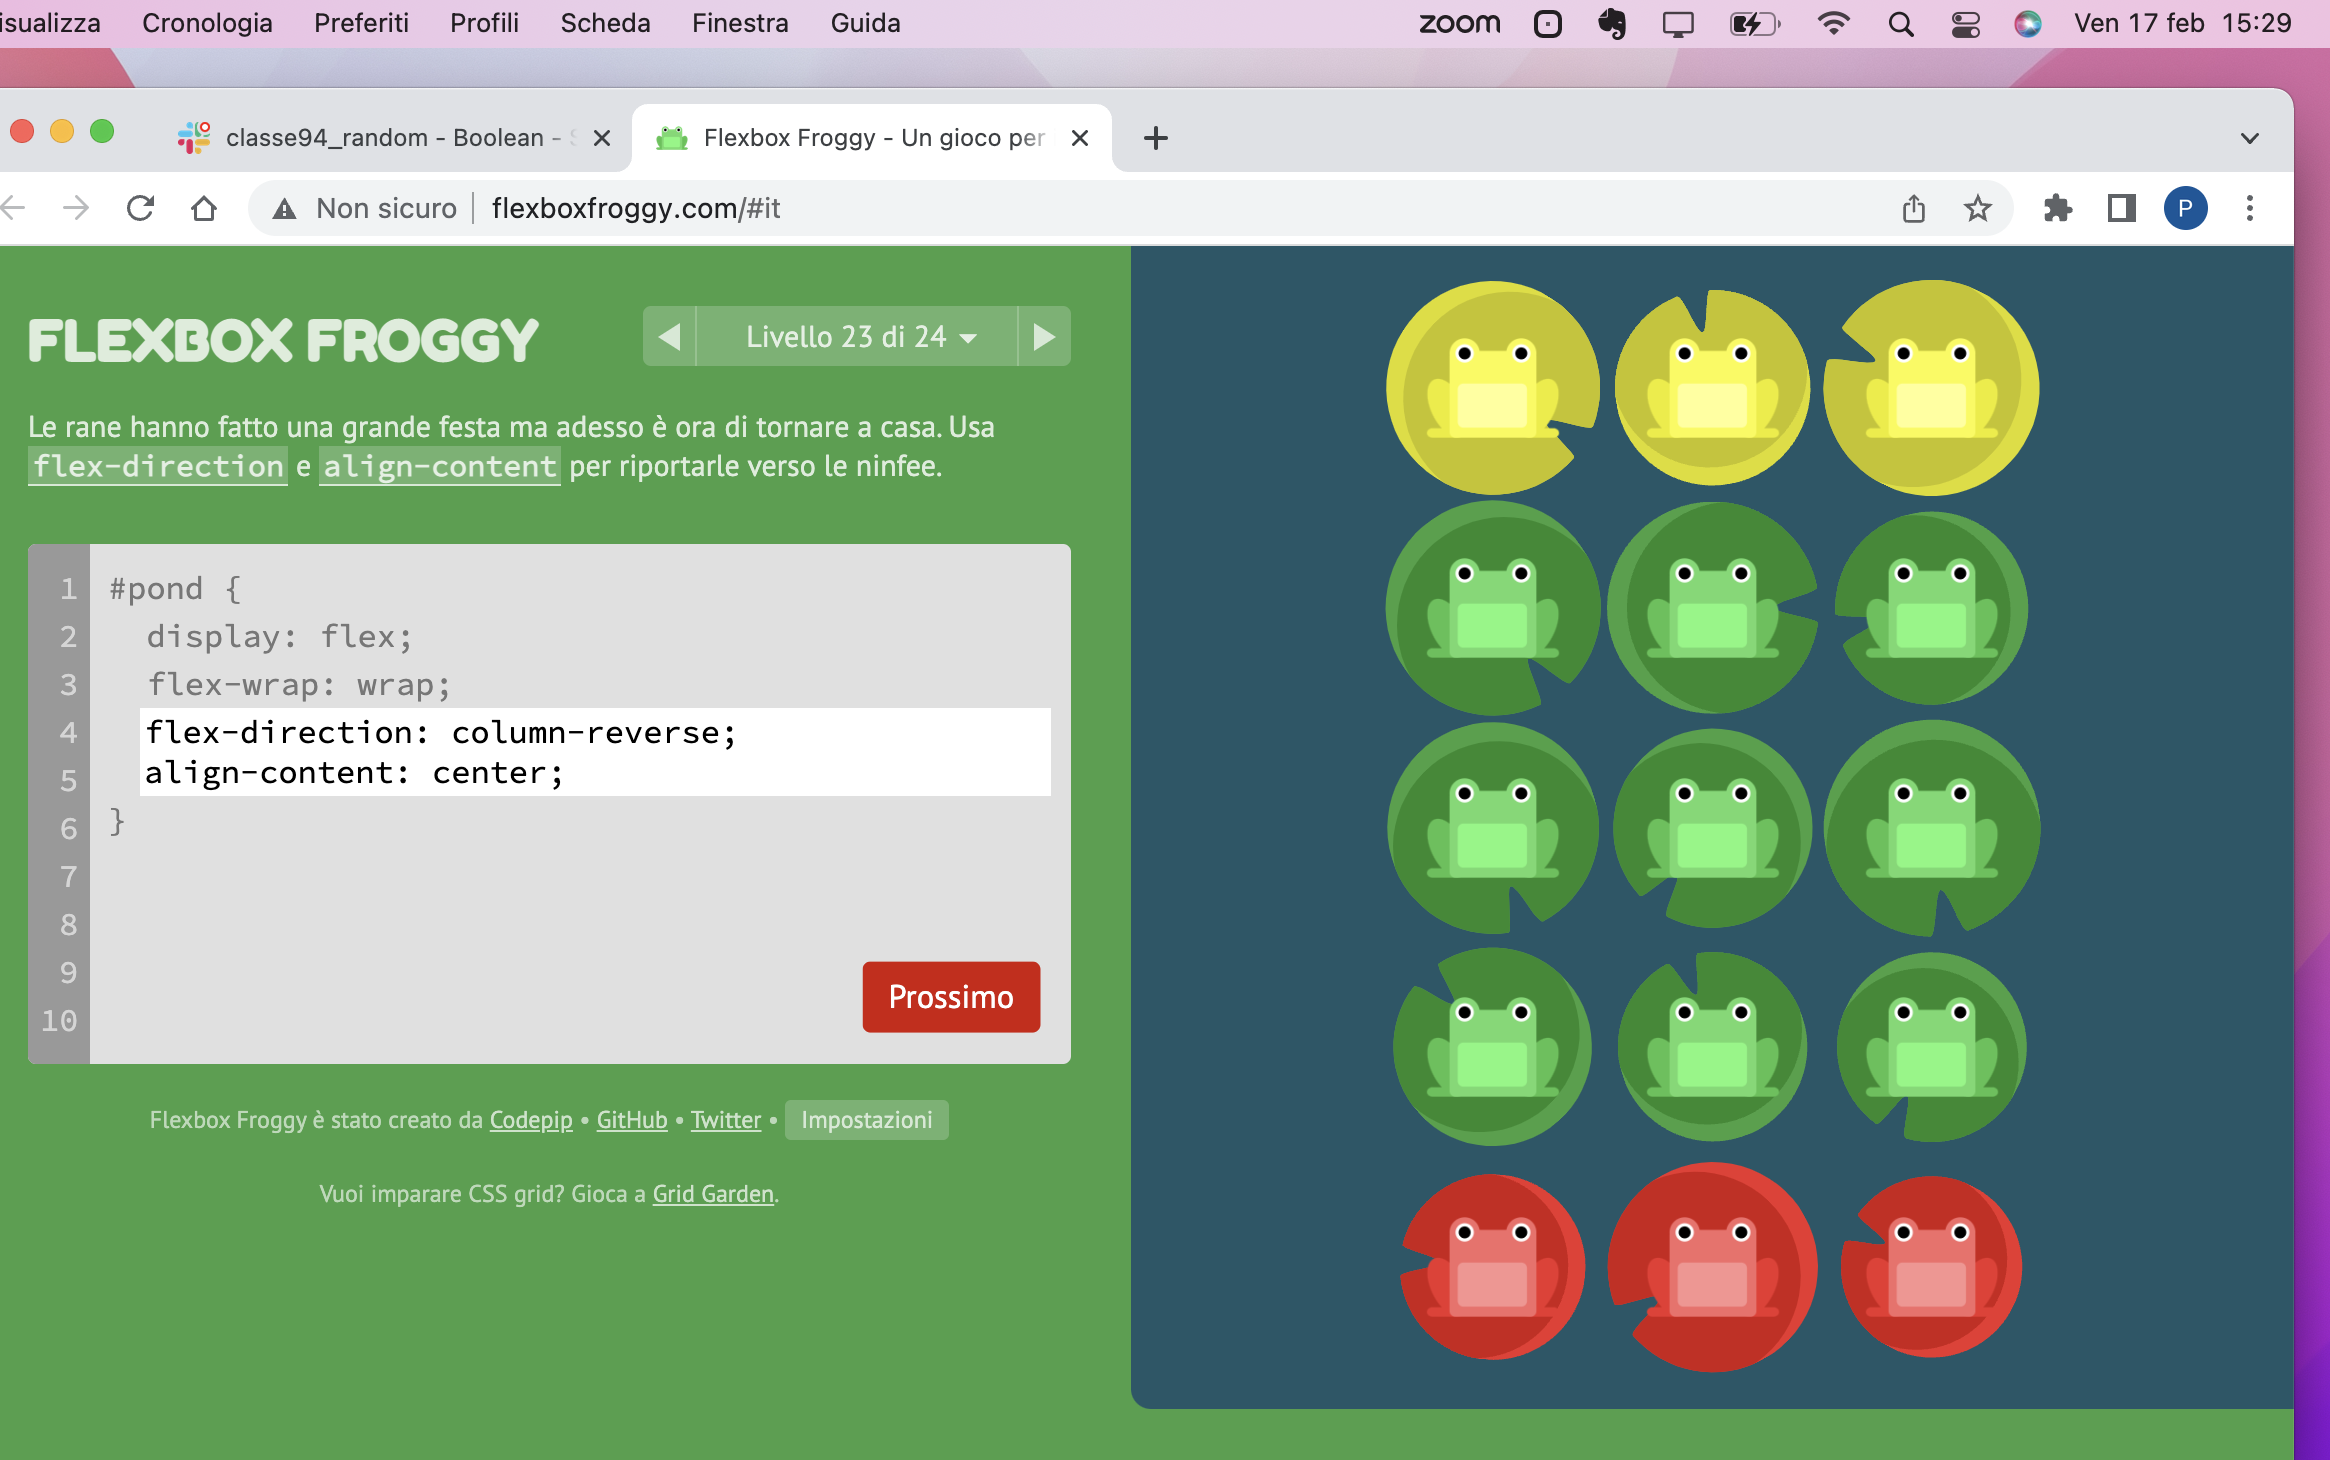 Cronologia Preferiti Profili Scheda Finestra Guida zoom Ven 17 feb 15:29
classe94_random - Boolean - Flexbox Froggy - Un gioco per
Non sicuro flexboxfroggy.com/#it P
FLEXBOX FROGGY
Livello 23 di 24
Le rane hanno fatto una grande festa ma adesso è ora di tornare a casa. Usa
flex-direction e align-content per riportarle verso le ninfee.
1 #pond {
2 display: flex;
3 flex-wrap: wrap;
4 flex-direction: column-reverse;
5 align-content: center;
6 }
7
8
9
10
Prossimo
Flexbox Froggy è stato creato da Codepip • GitHub • Twitter • Impostazioni
Vuoi imparare CSS grid? Gioca a Grid Garden.